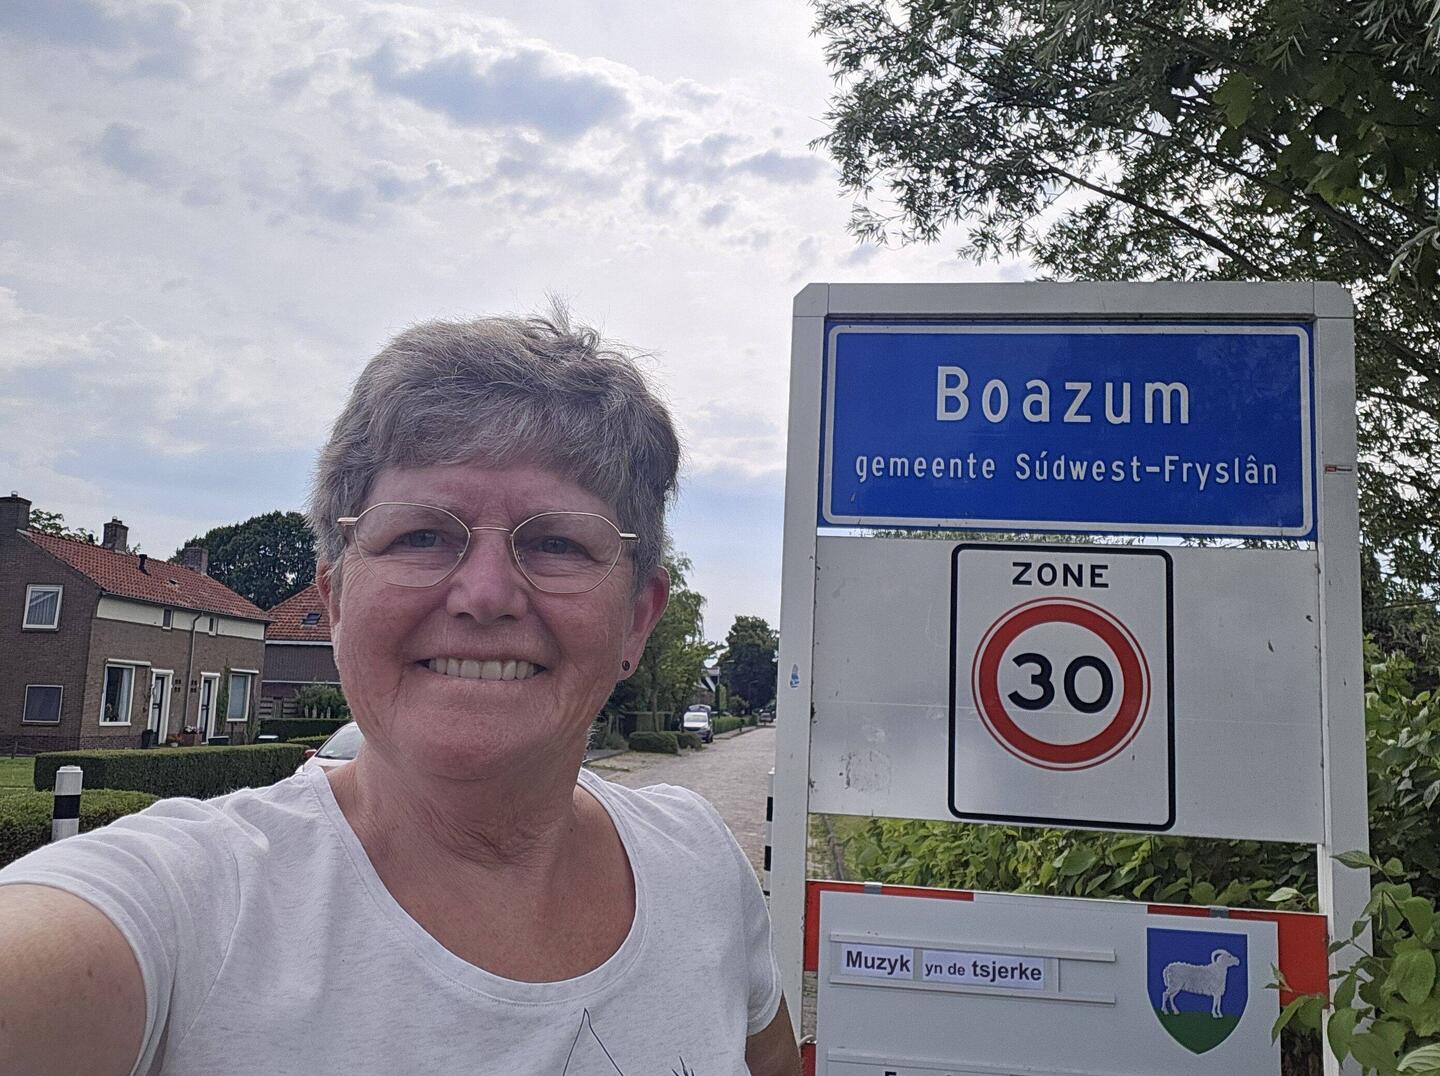 Boazum
gemeente Súdwest-Fryslân
ZONE
30
Muzyk yn de tsjerke